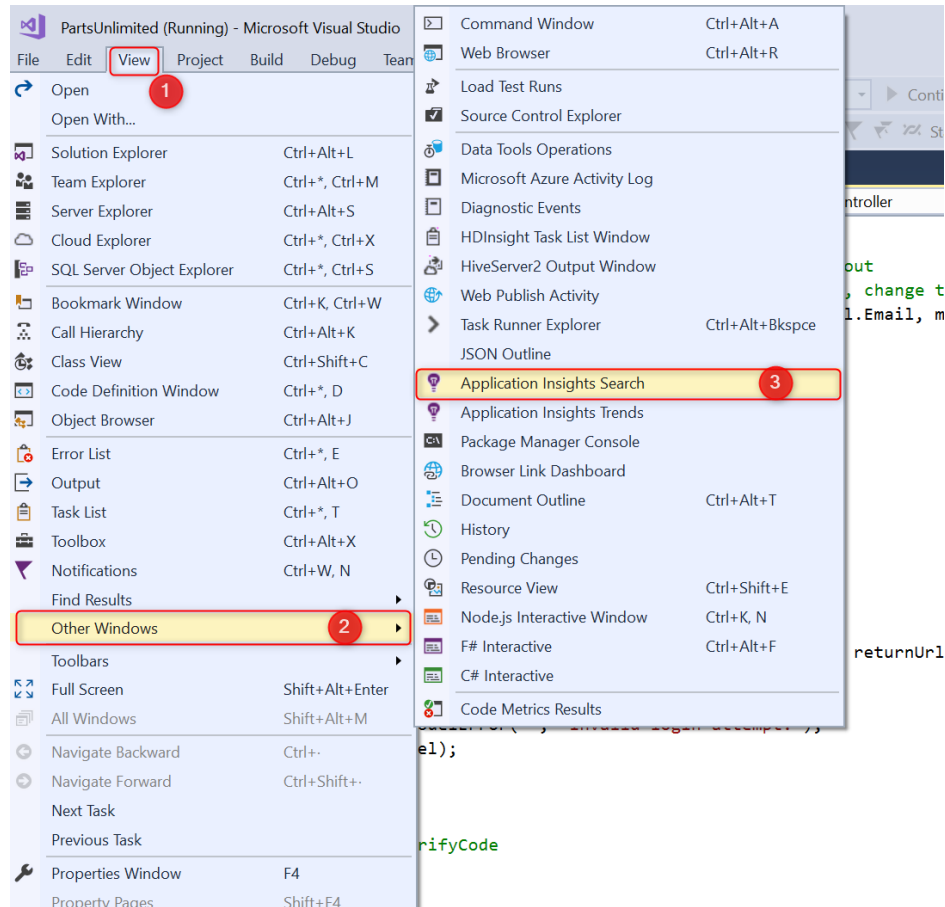 PartsUnlimited (Running) - Microsoft Visual Studio
File Edit View Project Build Debug Team
1
Open
Open With...
Solution Explorer Ctrl+Alt+L
Team Explorer Ctrl+*, Ctrl+M
Server Explorer Ctrl+Alt+S
Cloud Explorer Ctrl+*, Ctrl+X
SQL Server Object Explorer Ctrl+*, Ctrl+S
Bookmark Window Ctrl+K, Ctrl+W
Call Hierarchy Ctrl+Alt+K
Class View Ctrl+Shift+C
Code Definition Window Ctrl+*, D
Object Browser Ctrl+Alt+J
Error List Ctrl+*, E
Output Ctrl+Alt+O
Task List Ctrl+*, T
Toolbox Ctrl+Alt+X
Notifications Ctrl+W, N
Find Results
Other Windows 2
Toolbars
Full Screen Shift+Alt+Enter
All Windows Shift+Alt+M
Navigate Backward Ctrl+·
Navigate Forward Ctrl+Shift+·
Next Task
Previous Task
Properties Window F4
Property Pages Shift+F4
Command Window Ctrl+Alt+A
Web Browser Ctrl+Alt+R
Load Test Runs
Source Control Explorer
Data Tools Operations
Microsoft Azure Activity Log
Diagnostic Events
HDInsight Task List Window
HiveServer2 Output Window
Web Publish Activity
Task Runner Explorer Ctrl+Alt+Bkspce
JSON Outline
Application Insights Search 3
Application Insights Trends
Package Manager Console
Browser Link Dashboard
Document Outline Ctrl+Alt+T
History
Pending Changes
Resource View Ctrl+Shift+E
Node.js Interactive Window Ctrl+K, N
F# Interactive Ctrl+Alt+F
C# Interactive
Code Metrics Results
Conti
St
ntroller
out
, change t
l.Email, m
returnUrl
el);
rifyCode